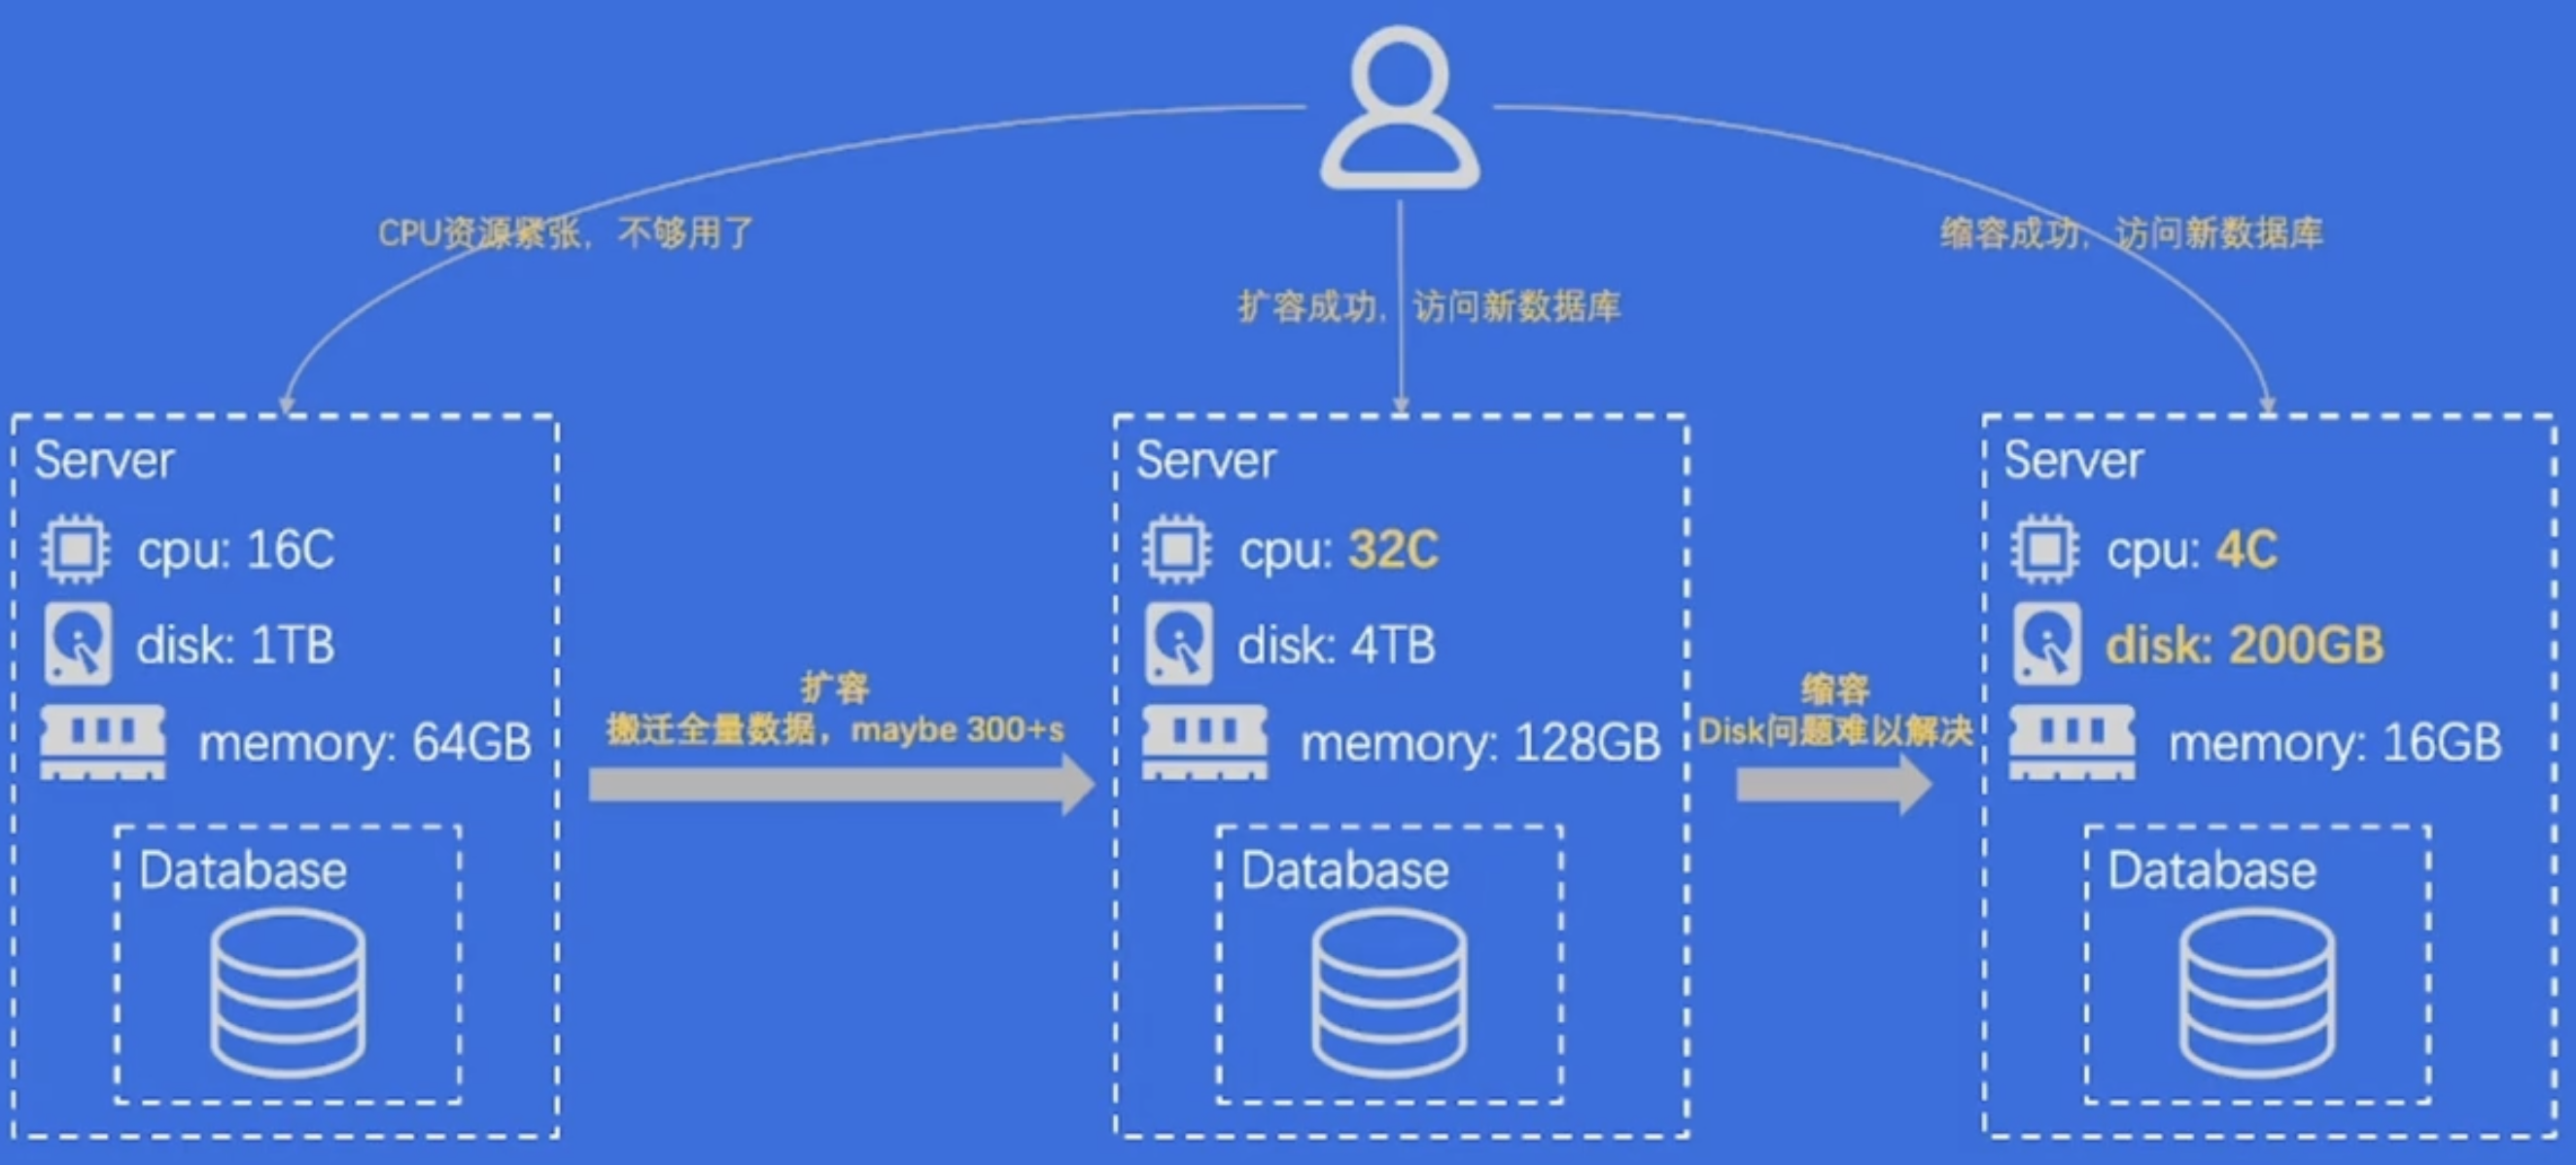 CPU资源紧张，不够用了
缩容成功，访问新数据库
扩容成功，访问新数据库
Server
cpu: 16C
disk: 1TB
memory: 64GB
Database
扩容
搬迁全量数据，maybe 300+s
Server
cpu: 32C
disk: 4TB
memory: 128GB
Database
缩容
Disk问题难以解决
Server
cpu: 4C
disk: 200GB
memory: 16GB
Database